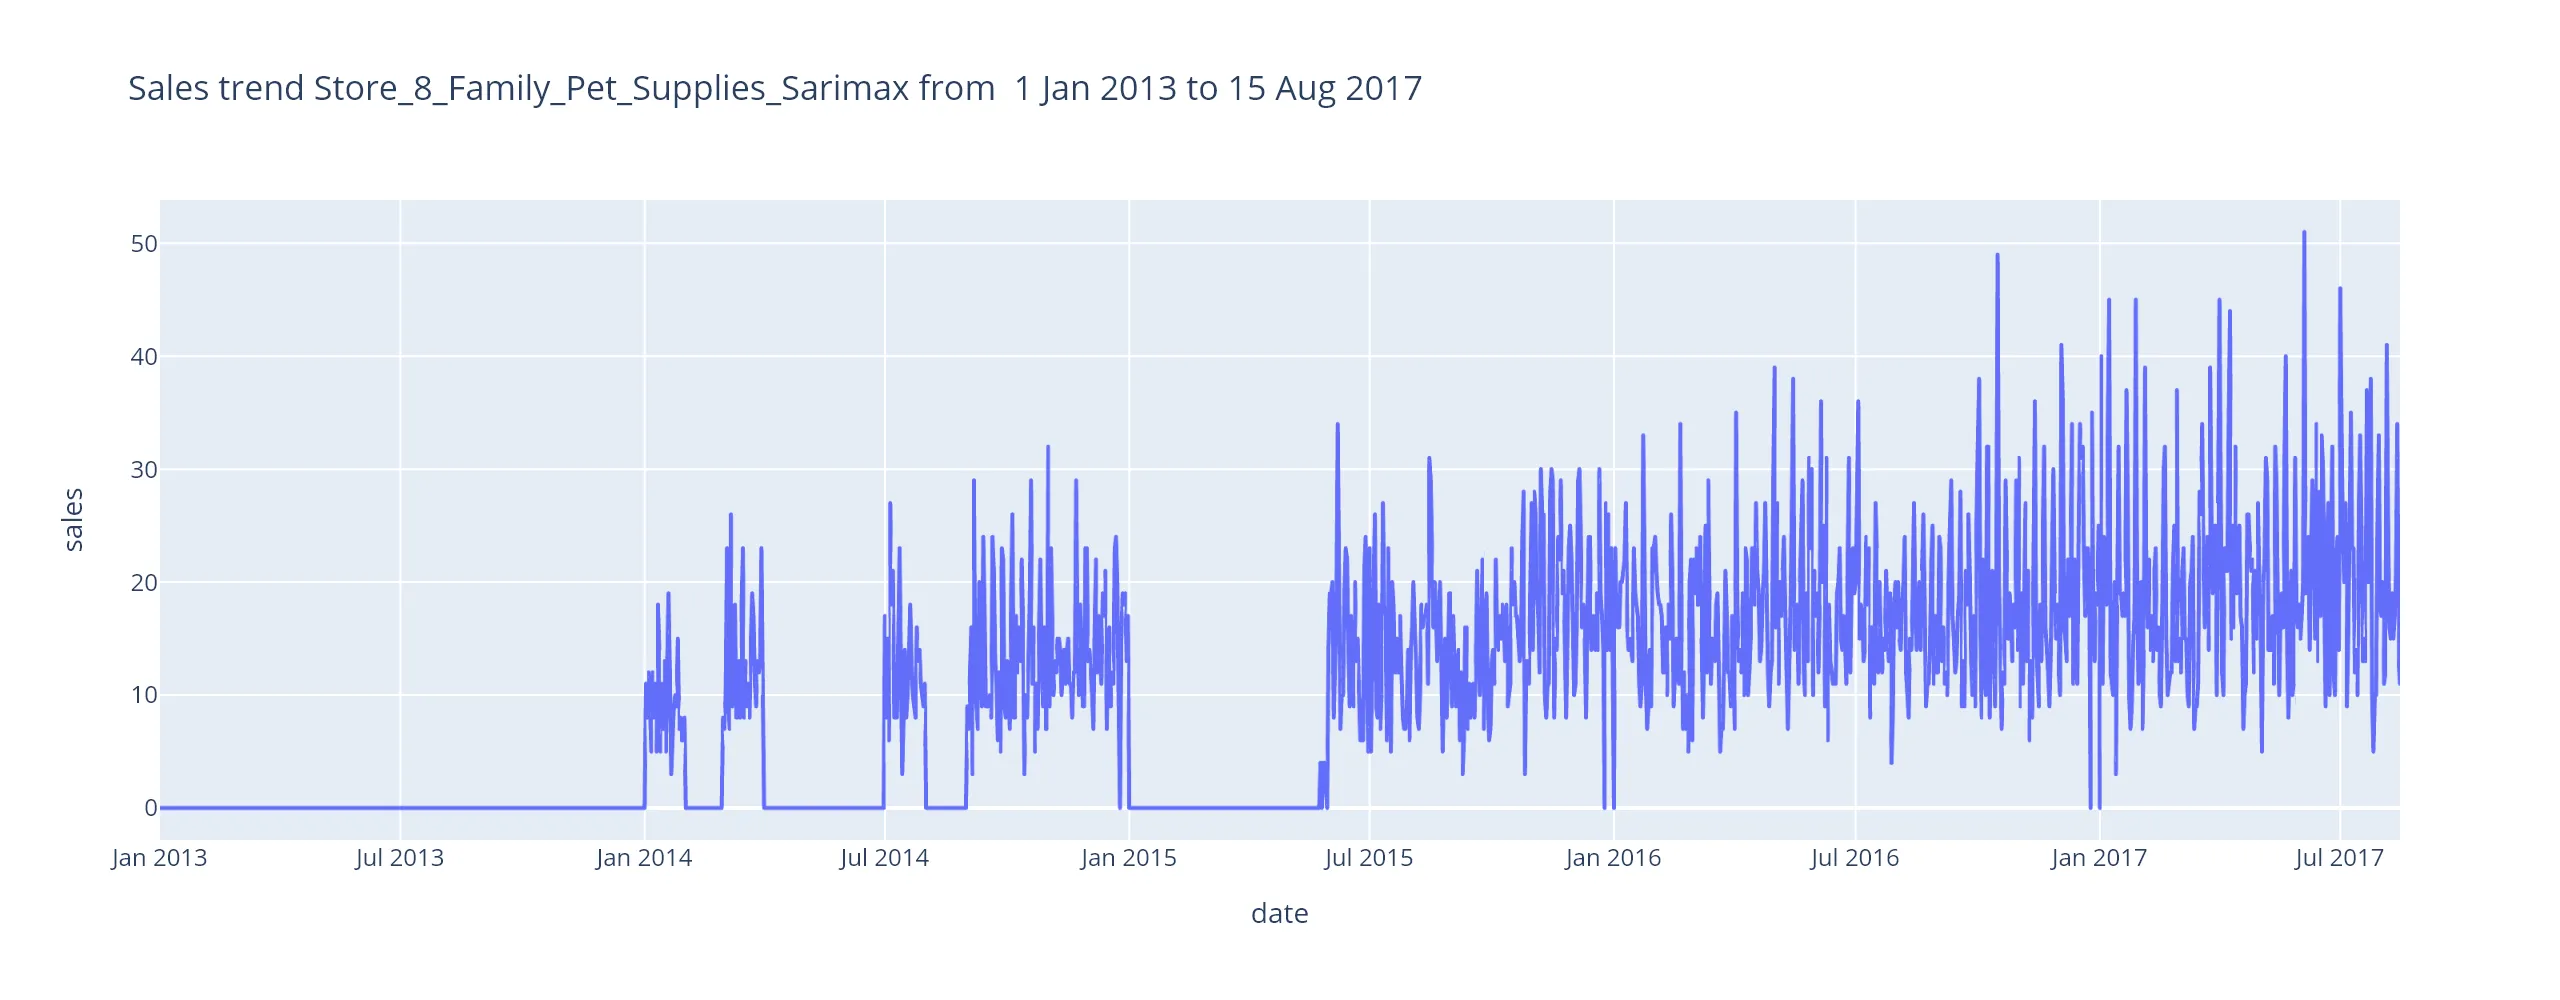 Sales trend Store_8_Family_Pet_Supplies_Sarimax from  1 Jan 2013 to 15 Aug 2017
50
40
30
20
10
0
sales
Jan 2013 Jul 2013 Jan 2014 Jul 2014 Jan 2015 Jul 2015 Jan 2016 Jul 2016 Jan 2017 Jul 2017
date